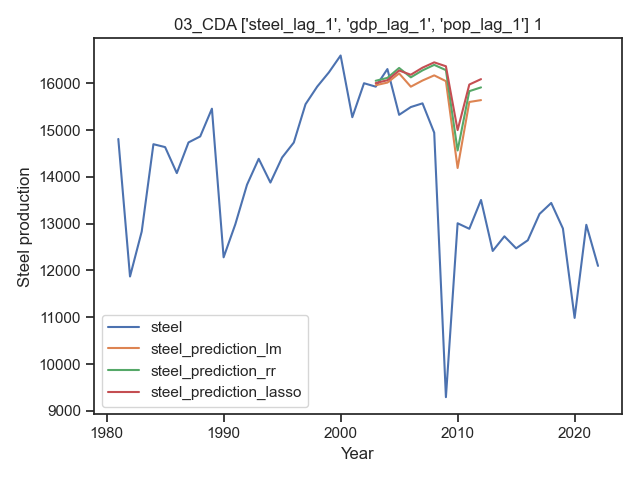 03_CDA ['steel_lag_1', 'gdp_lag_1', 'pop_lag_1'] 1
16000
15000
14000
13000
12000
11000
10000
9000
Steel production
steel
steel_prediction_lm
steel_prediction_rr
steel_prediction_lasso
1980 1990 2000 2010 2020
Year